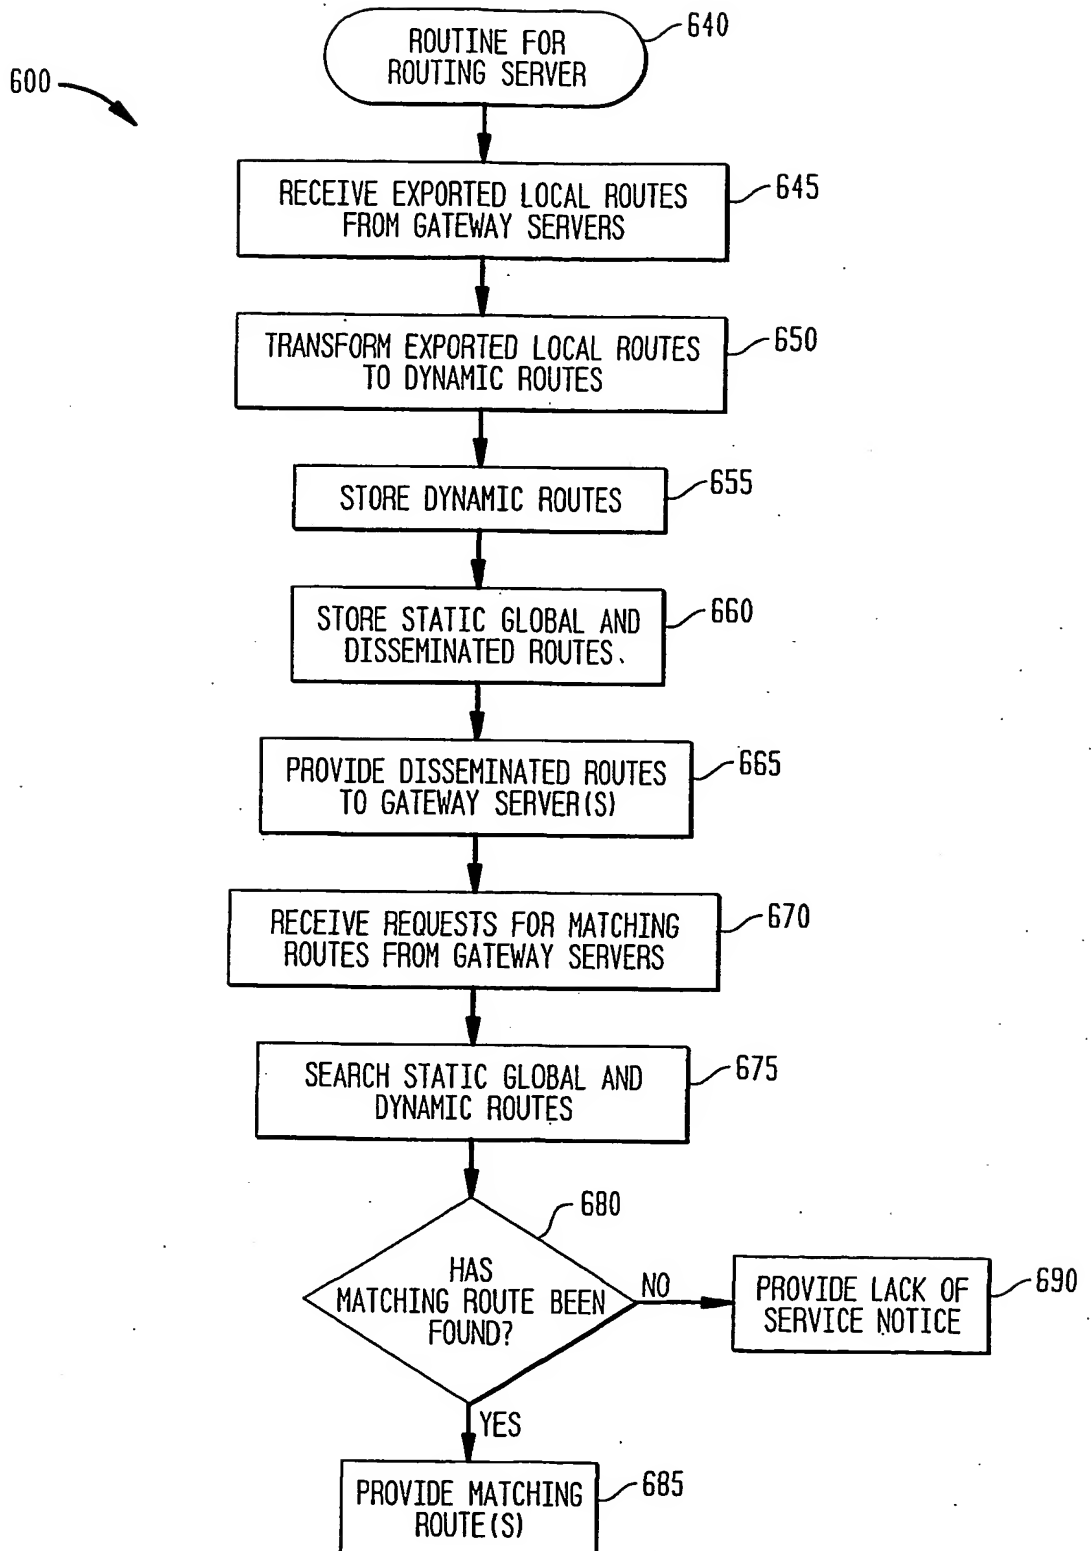 640
ROUTINE FOR
ROUTING SERVER
600
645
RECEIVE EXPORTED LOCAL ROUTES
FROM GATEWAY SERVERS
650
TRANSFORM EXPORTED LOCAL ROUTES
TO DYNAMIC ROUTES
655
STORE DYNAMIC ROUTES
660
STORE STATIC GLOBAL AND
DISSEMINATED ROUTES.
665
PROVIDE DISSEMINATED ROUTES
TO GATEWAY SERVER(S)
670
RECEIVE REQUESTS FOR MATCHING
ROUTES FROM GATEWAY SERVERS
675
SEARCH STATIC GLOBAL AND
DYNAMIC ROUTES
680
HAS
MATCHING ROUTE BEEN
FOUND?
NO
690
PROVIDE LACK OF
SERVICE NOTICE
YES
685
PROVIDE MATCHING
ROUTE(S)